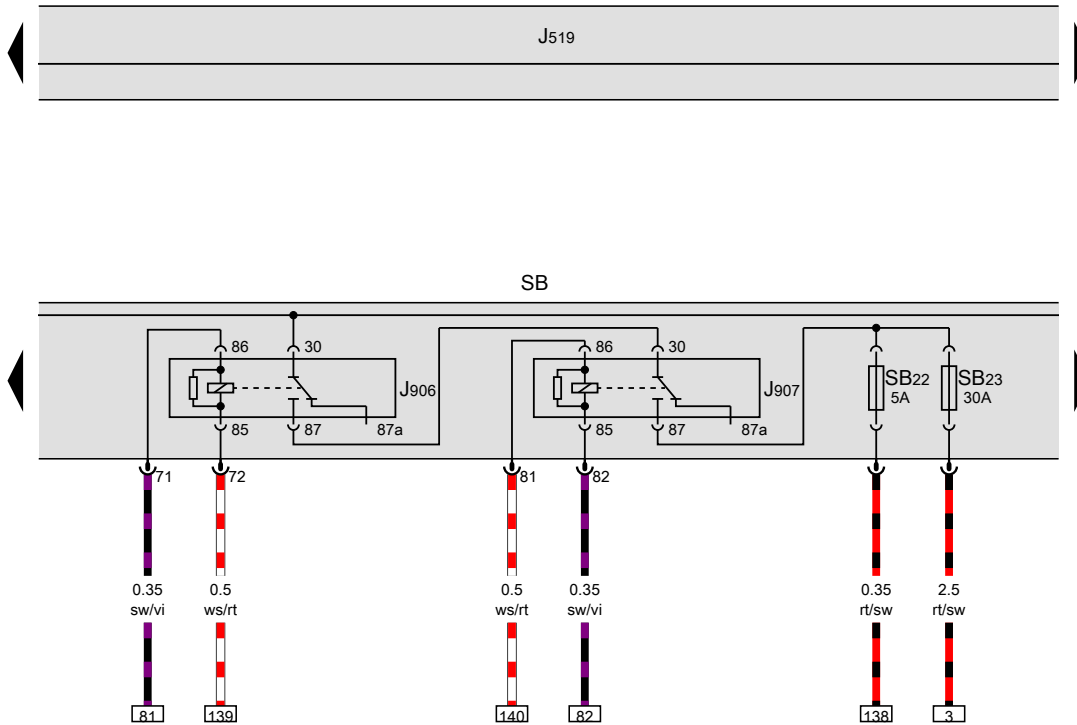 J519
SB
86 30 86 30
J906 J907 SB22 SB23
5A 30A
85 87 87a 85 87 87a
71 72 81 82
0.35 0.5 0.5 0.35 0.35 2.5
sw/vi ws/rt ws/rt sw/vi rt/sw rt/sw
81 139 140 82 138 3